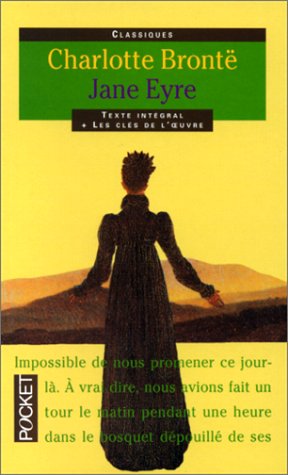 CLASSIQUES
Charlotte Brontë
Jane Eyre
TEXTE INTÉGRAL
+ LES CLÉS DE L'ŒUVRE
Impossible de nous promener ce jour-
là. À vrai dire, nous avions fait un
tour le matin pendant une heure
dans le bosquet dépouillé de ses
POCKET